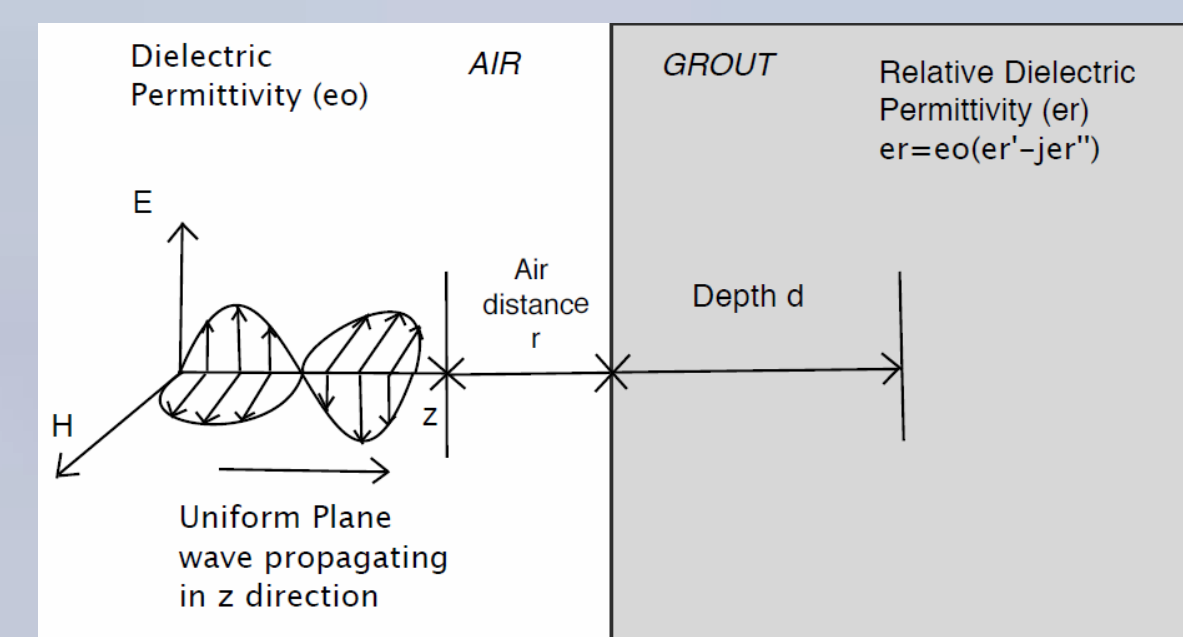 Dielectric
Permittivity (eo)
AIR
GROUT
Relative Dielectric
Permittivity (er)
er=eo(er'-jer")
E
Air
distance
r
Depth d
H
z
Uniform Plane
wave propagating
in z direction